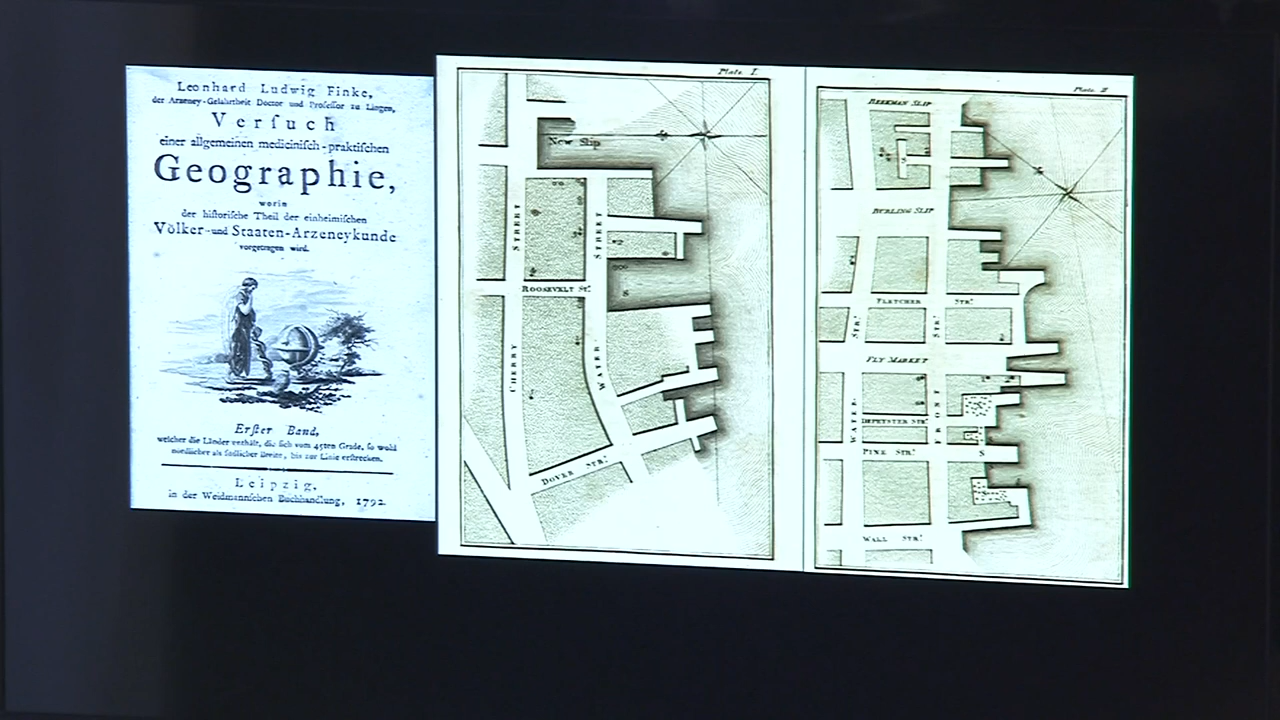 Leonhard Ludwig Finke,
der Arzeney-Gelahrtheit Doctor und Professor zu Lingen,
Verſuch
einer allgemeinen mediciniſch-praktiſchen
Geographie,
worin
der hiſtoriſche Theil der einheimiſchen
Völker- und Staaten-Arzeneykunde
vorgetragen wird.
Erſter Band,
welcher die Länder enthält, die ſich vom 45ten Grade, ſo wohl
nördlicher als ſüdlicher Breite, bis zur Linie erſtrecken.
Leipzig,
in der Weidmannſchen Buchhandlung, 1792.
Plate I.
New Slip
STREET
STREET
ROOSEVELT St.
S
CHERRY
WATER
DOVER STR.
Plate II
BEEKMAN SLIP
S
BURLING SLIP
FLETCHER STR.
STR.
STR.
FLY MARKET
WATER
FRONT
DEPEYSTER STR.
PINE STR.
S
S
WALL STR.